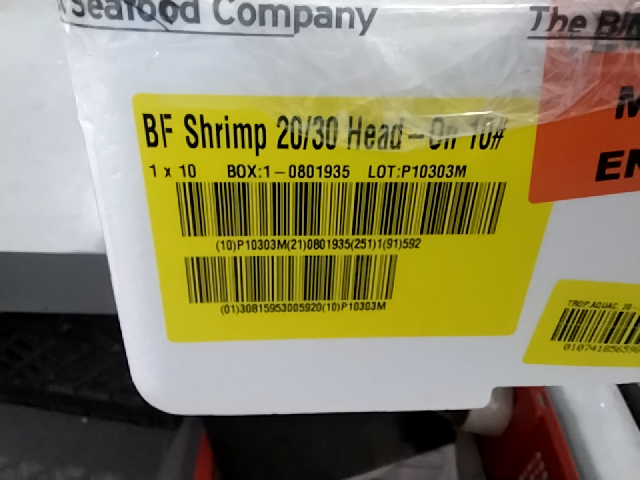 Seafood Company
The
BF Shrimp 20/30 Head-On 10#
1 x 10 BOX:1-0801935 LOT:P10303M
(10)P10303M(21)0801935(251)1(91)592
(01)30815953005920(10)P10303M
TROP.AQUAC.